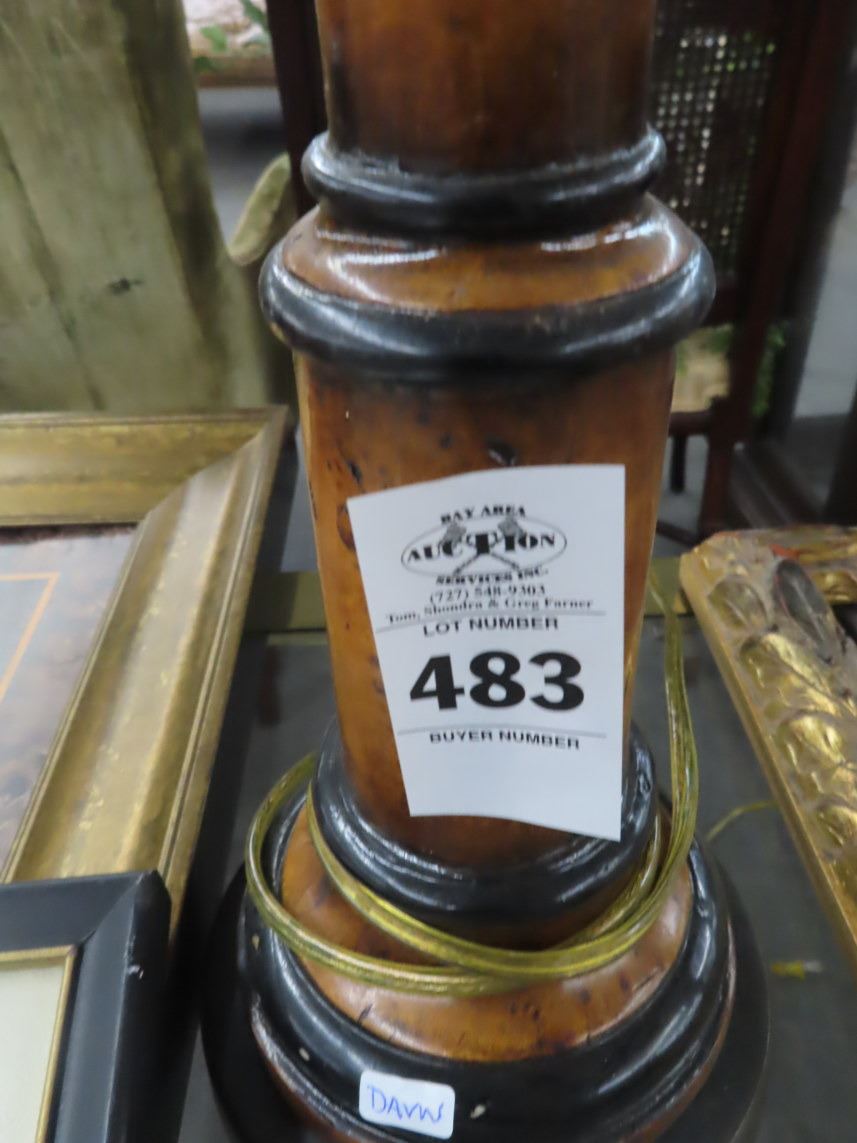 BAY AREA
AUCTION
SERVICES INC.
(727) 548-9303
Tom, Shondra & Greg Farner
LOT NUMBER
483
BUYER NUMBER
DAVW